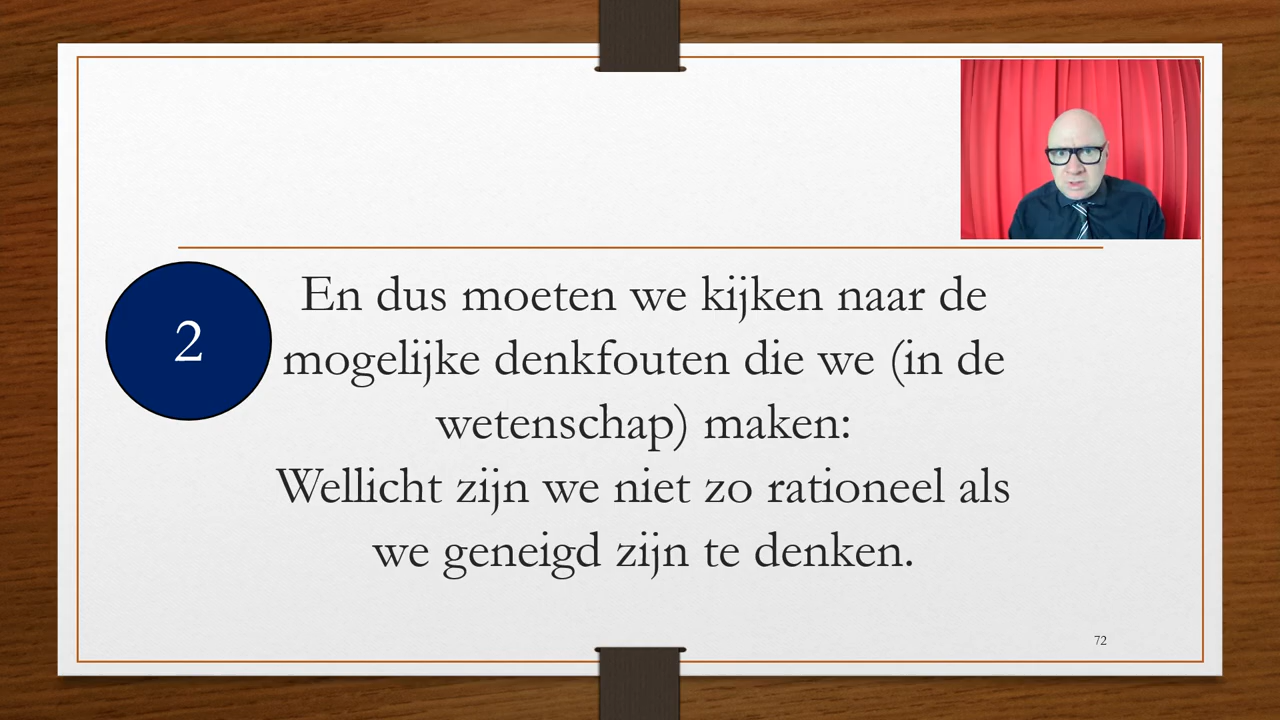 2
En dus moeten we kijken naar de
mogelijke denkfouten die we (in de
wetenschap) maken:
Wellicht zijn we niet zo rationeel als
we geneigd zijn te denken.
72